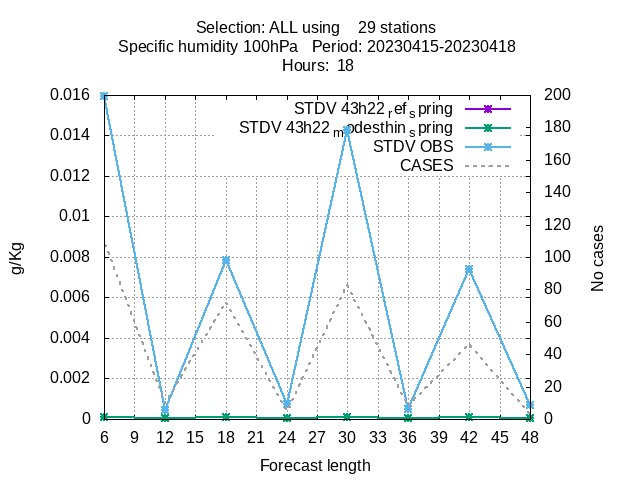 Selection: ALL using    29 stations
Specific humidity 100hPa   Period: 20230415-20230418
Hours:  18
STDV 43h22_ref_spring
STDV 43h22_modesthin_spring
STDV OBS
CASES
0.016
0.014
0.012
0.01
0.008
0.006
0.004
0.002
0
200
180
160
140
120
100
80
60
40
20
0
g/Kg
No cases
6 9 12 15 18 21 24 27 30 33 36 39 42 45 48
Forecast length